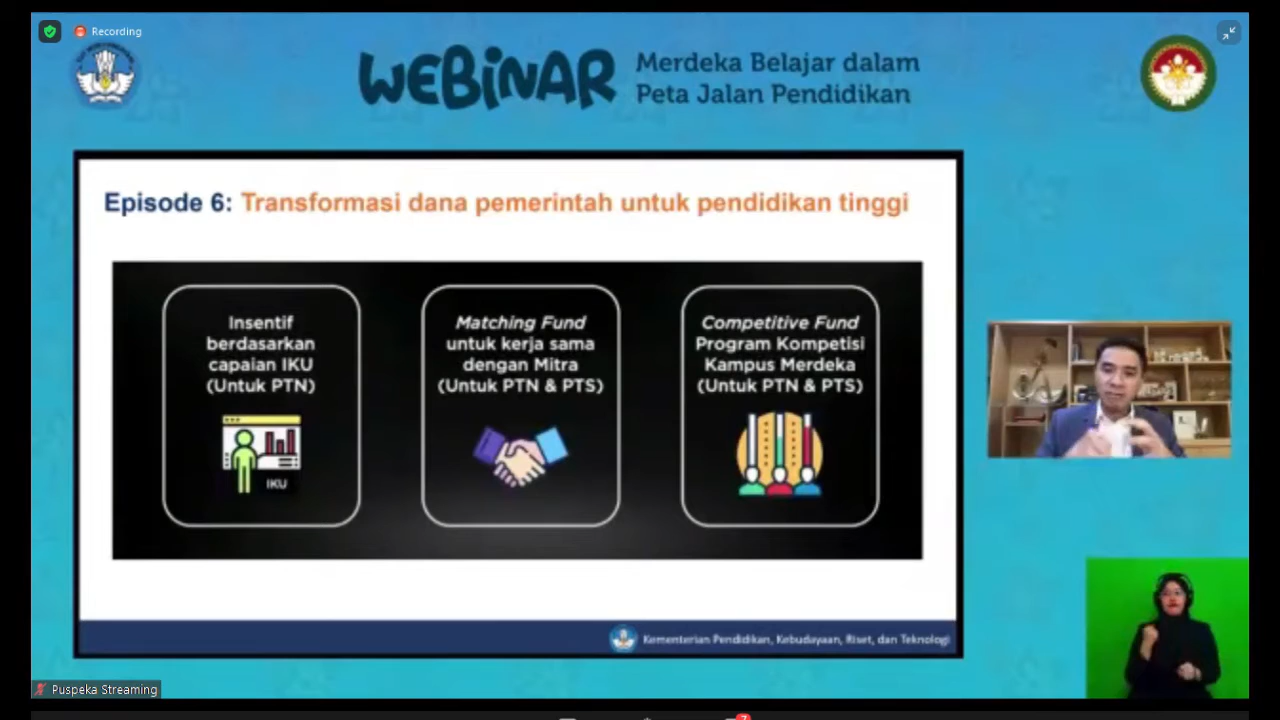 Recording
WEBINAR
Merdeka Belajar dalam
Peta Jalan Pendidikan
Episode 6: Transformasi dana pemerintah untuk pendidikan tinggi
Insentif
berdasarkan
capaian IKU
(Untuk PTN)
IKU
Matching Fund
untuk kerja sama
dengan Mitra
(Untuk PTN & PTS)
Competitive Fund
Program Kompetisi
Kampus Merdeka
(Untuk PTN & PTS)
Kementerian Pendidikan, Kebudayaan, Riset, dan Teknologi
Puspeka Streaming
7